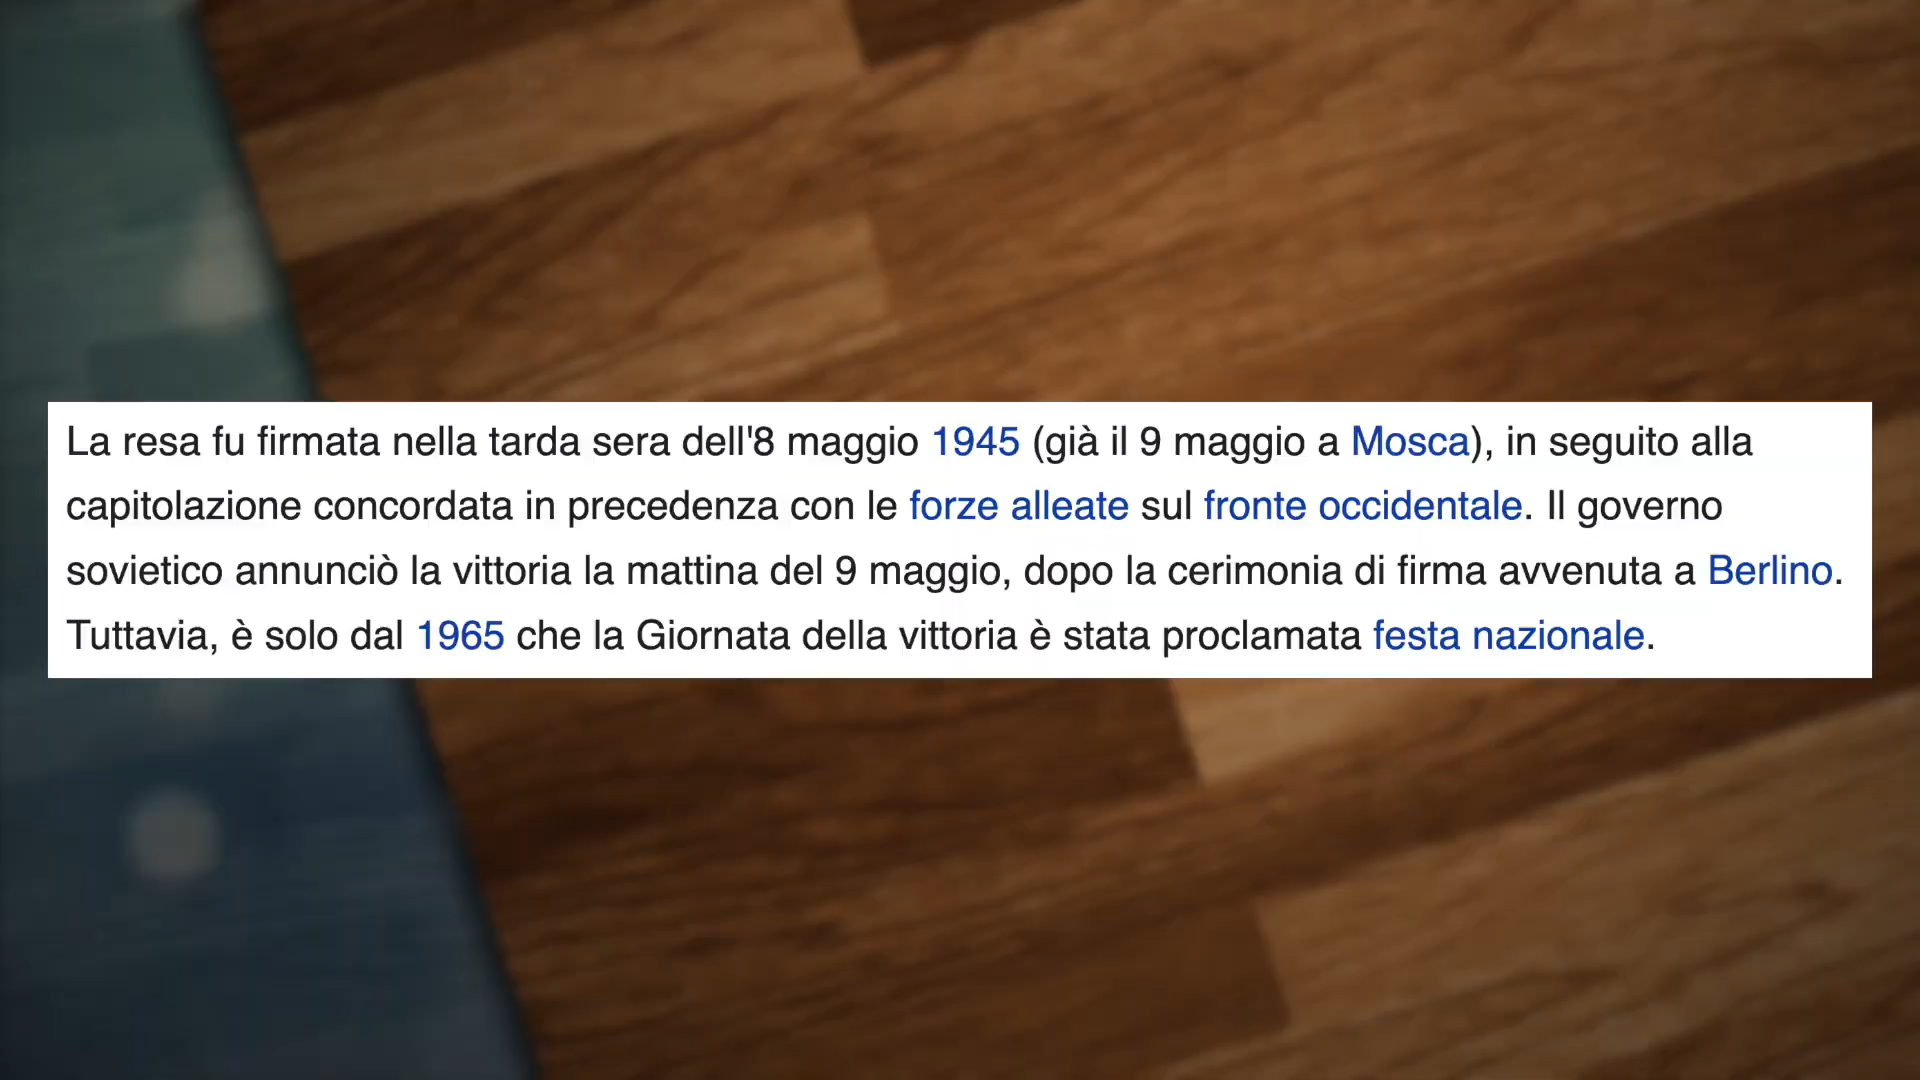 La resa fu firmata nella tarda sera dell'8 maggio 1945 (già il 9 maggio a Mosca), in seguito alla
capitolazione concordata in precedenza con le forze alleate sul fronte occidentale. Il governo
sovietico annunciò la vittoria la mattina del 9 maggio, dopo la cerimonia di firma avvenuta a Berlino.
Tuttavia, è solo dal 1965 che la Giornata della vittoria è stata proclamata festa nazionale.